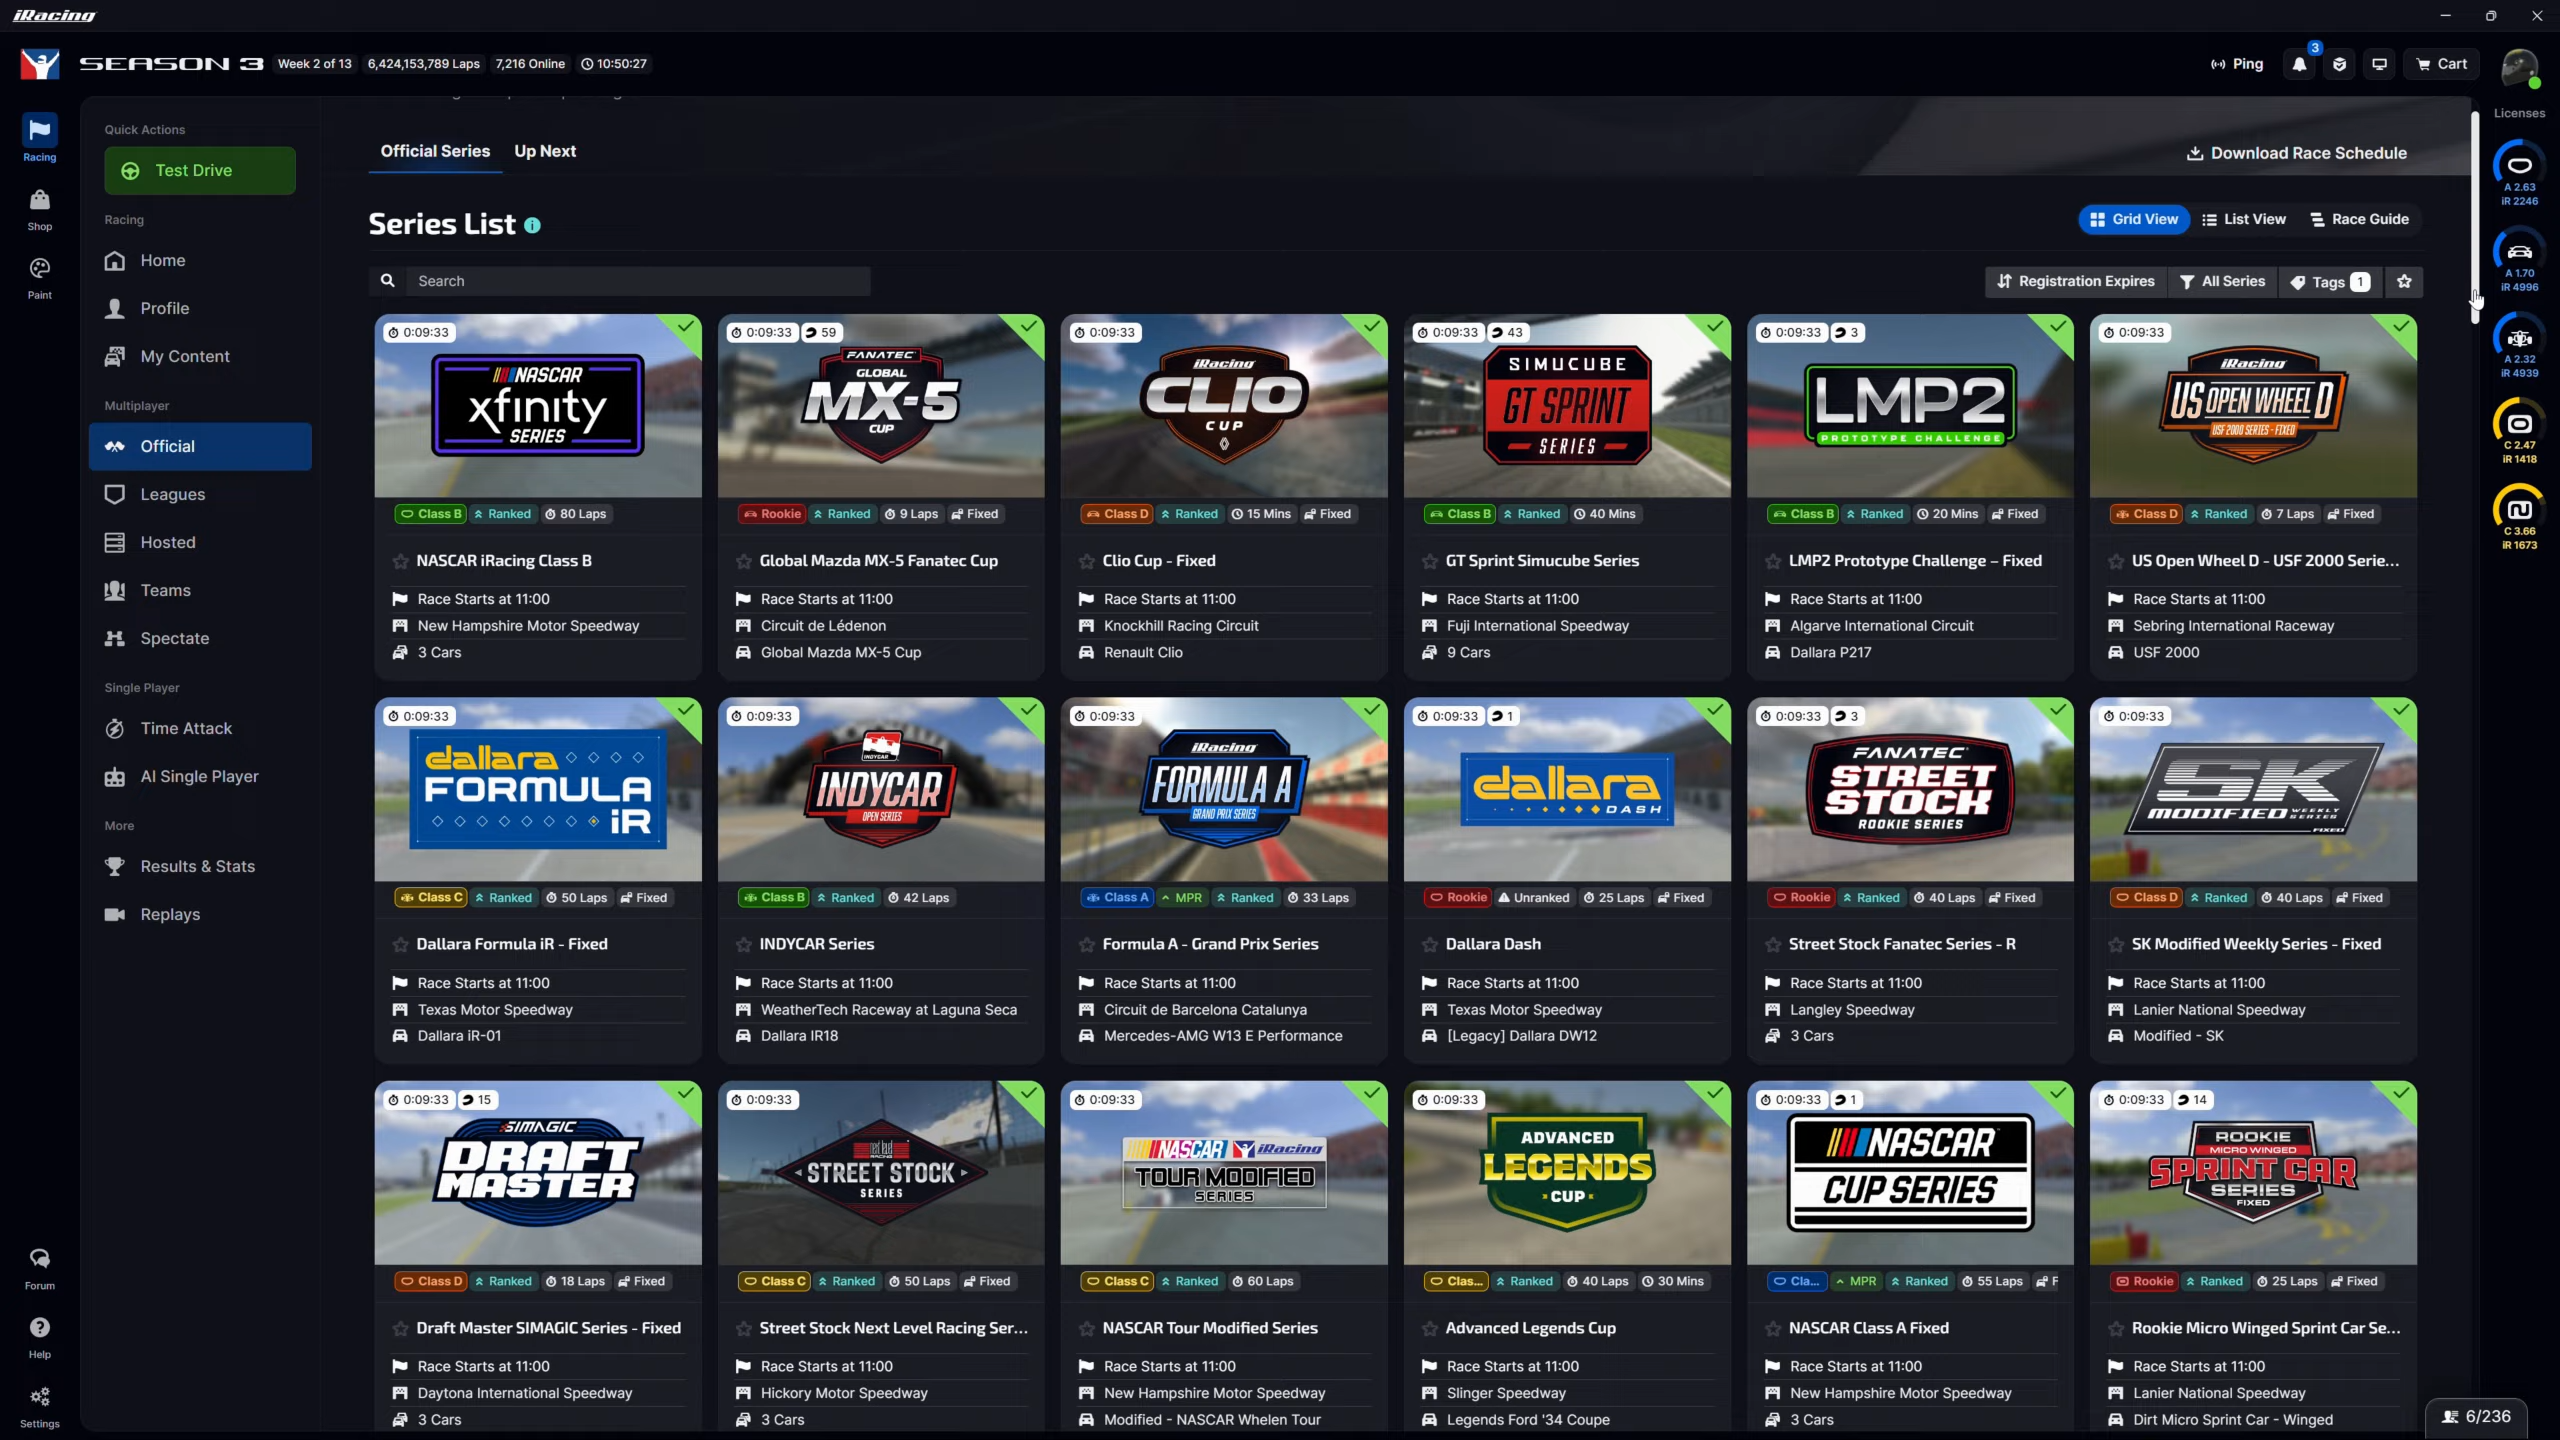 iRacing
SEASON 3
Week 2 of 13
6,424,153,789 Laps
7,216 Online
10:50:27
Ping
3
Cart
Licenses
Racing
Shop
Paint
Quick Actions
Test Drive
Racing
Home
Profile
My Content
Multiplayer
Official
Leagues
Hosted
Teams
Spectate
Single Player
Time Attack
AI Single Player
More
Results & Stats
Replays
Forum
Help
Settings
Official Series
Up Next
Download Race Schedule
Series List
Grid View
List View
Race Guide
Search
Registration Expires
All Series
Tags 1
A 2.63
iR 2246
A 1.70
iR 4996
A 2.32
iR 4939
C 2.47
iR 1418
C 3.66
iR 1673
0:09:33
NASCAR
xfinity
SERIES
Class B Ranked 80 Laps
NASCAR iRacing Class B
Race Starts at 11:00
New Hampshire Motor Speedway
3 Cars
0:09:33 59
FANATEC
GLOBAL
MX-5
CUP
Rookie Ranked 9 Laps Fixed
Global Mazda MX-5 Fanatec Cup
Race Starts at 11:00
Circuit de Lédenon
Global Mazda MX-5 Cup
0:09:33
iRacing
CLIO
CUP
Class D Ranked 15 Mins Fixed
Clio Cup - Fixed
Race Starts at 11:00
Knockhill Racing Circuit
Renault Clio
0:09:33 43
SIMUCUBE
GT SPRINT
SERIES
Class B Ranked 40 Mins
GT Sprint Simucube Series
Race Starts at 11:00
Fuji International Speedway
9 Cars
0:09:33 3
LMP2
PROTOTYPE CHALLENGE
Class B Ranked 20 Mins Fixed
LMP2 Prototype Challenge – Fixed
Race Starts at 11:00
Algarve International Circuit
Dallara P217
0:09:33
iRacing
US OPEN WHEEL D
USF 2000 SERIES - FIXED
Class D Ranked 7 Laps Fixed
US Open Wheel D - USF 2000 Serie...
Race Starts at 11:00
Sebring International Raceway
USF 2000
0:09:33
dallara
FORMULA
iR
Class C Ranked 50 Laps Fixed
Dallara Formula iR - Fixed
Race Starts at 11:00
Texas Motor Speedway
Dallara iR-01
0:09:33
INDYCAR
INDYCAR
OPEN SERIES
Class B Ranked 42 Laps
INDYCAR Series
Race Starts at 11:00
WeatherTech Raceway at Laguna Seca
Dallara IR18
0:09:33
iRacing
FORMULA A
GRAND PRIX SERIES
Class A MPR Ranked 33 Laps
Formula A - Grand Prix Series
Race Starts at 11:00
Circuit de Barcelona Catalunya
Mercedes-AMG W13 E Performance
0:09:33 1
dallara
DASH
Rookie Unranked 25 Laps Fixed
Dallara Dash
Race Starts at 11:00
Texas Motor Speedway
[Legacy] Dallara DW12
0:09:33 3
FANATEC
STREET
STOCK
ROOKIE SERIES
Rookie Ranked 40 Laps Fixed
Street Stock Fanatec Series - R
Race Starts at 11:00
Langley Speedway
3 Cars
0:09:33
SK
MODIFIED WEEKLY SERIES
FIXED
Class D Ranked 40 Laps Fixed
SK Modified Weekly Series - Fixed
Race Starts at 11:00
Lanier National Speedway
Modified - SK
0:09:33 15
SIMAGIC
DRAFT
MASTER
Class D Ranked 18 Laps Fixed
Draft Master SIMAGIC Series - Fixed
Race Starts at 11:00
Daytona International Speedway
3 Cars
0:09:33
next level
RACING
STREET STOCK
SERIES
Class C Ranked 50 Laps Fixed
Street Stock Next Level Racing Ser...
Race Starts at 11:00
Hickory Motor Speedway
3 Cars
0:09:33
NASCAR iRacing
TOUR MODIFIED
SERIES
Class C Ranked 60 Laps
NASCAR Tour Modified Series
Race Starts at 11:00
New Hampshire Motor Speedway
Modified - NASCAR Whelen Tour
0:09:33
ADVANCED
LEGENDS
CUP
Clas... Ranked 40 Laps 30 Mins
Advanced Legends Cup
Race Starts at 11:00
Slinger Speedway
Legends Ford '34 Coupe
0:09:33 1
NASCAR
CUP SERIES
Cla... MPR Ranked 55 Laps F
NASCAR Class A Fixed
Race Starts at 11:00
New Hampshire Motor Speedway
3 Cars
0:09:33 14
ROOKIE
MICRO WINGED
SPRINT CAR
SERIES
FIXED
Rookie Ranked 25 Laps Fixed
Rookie Micro Winged Sprint Car Se...
Race Starts at 11:00
Lanier National Speedway
Dirt Micro Sprint Car - Winged
6/236